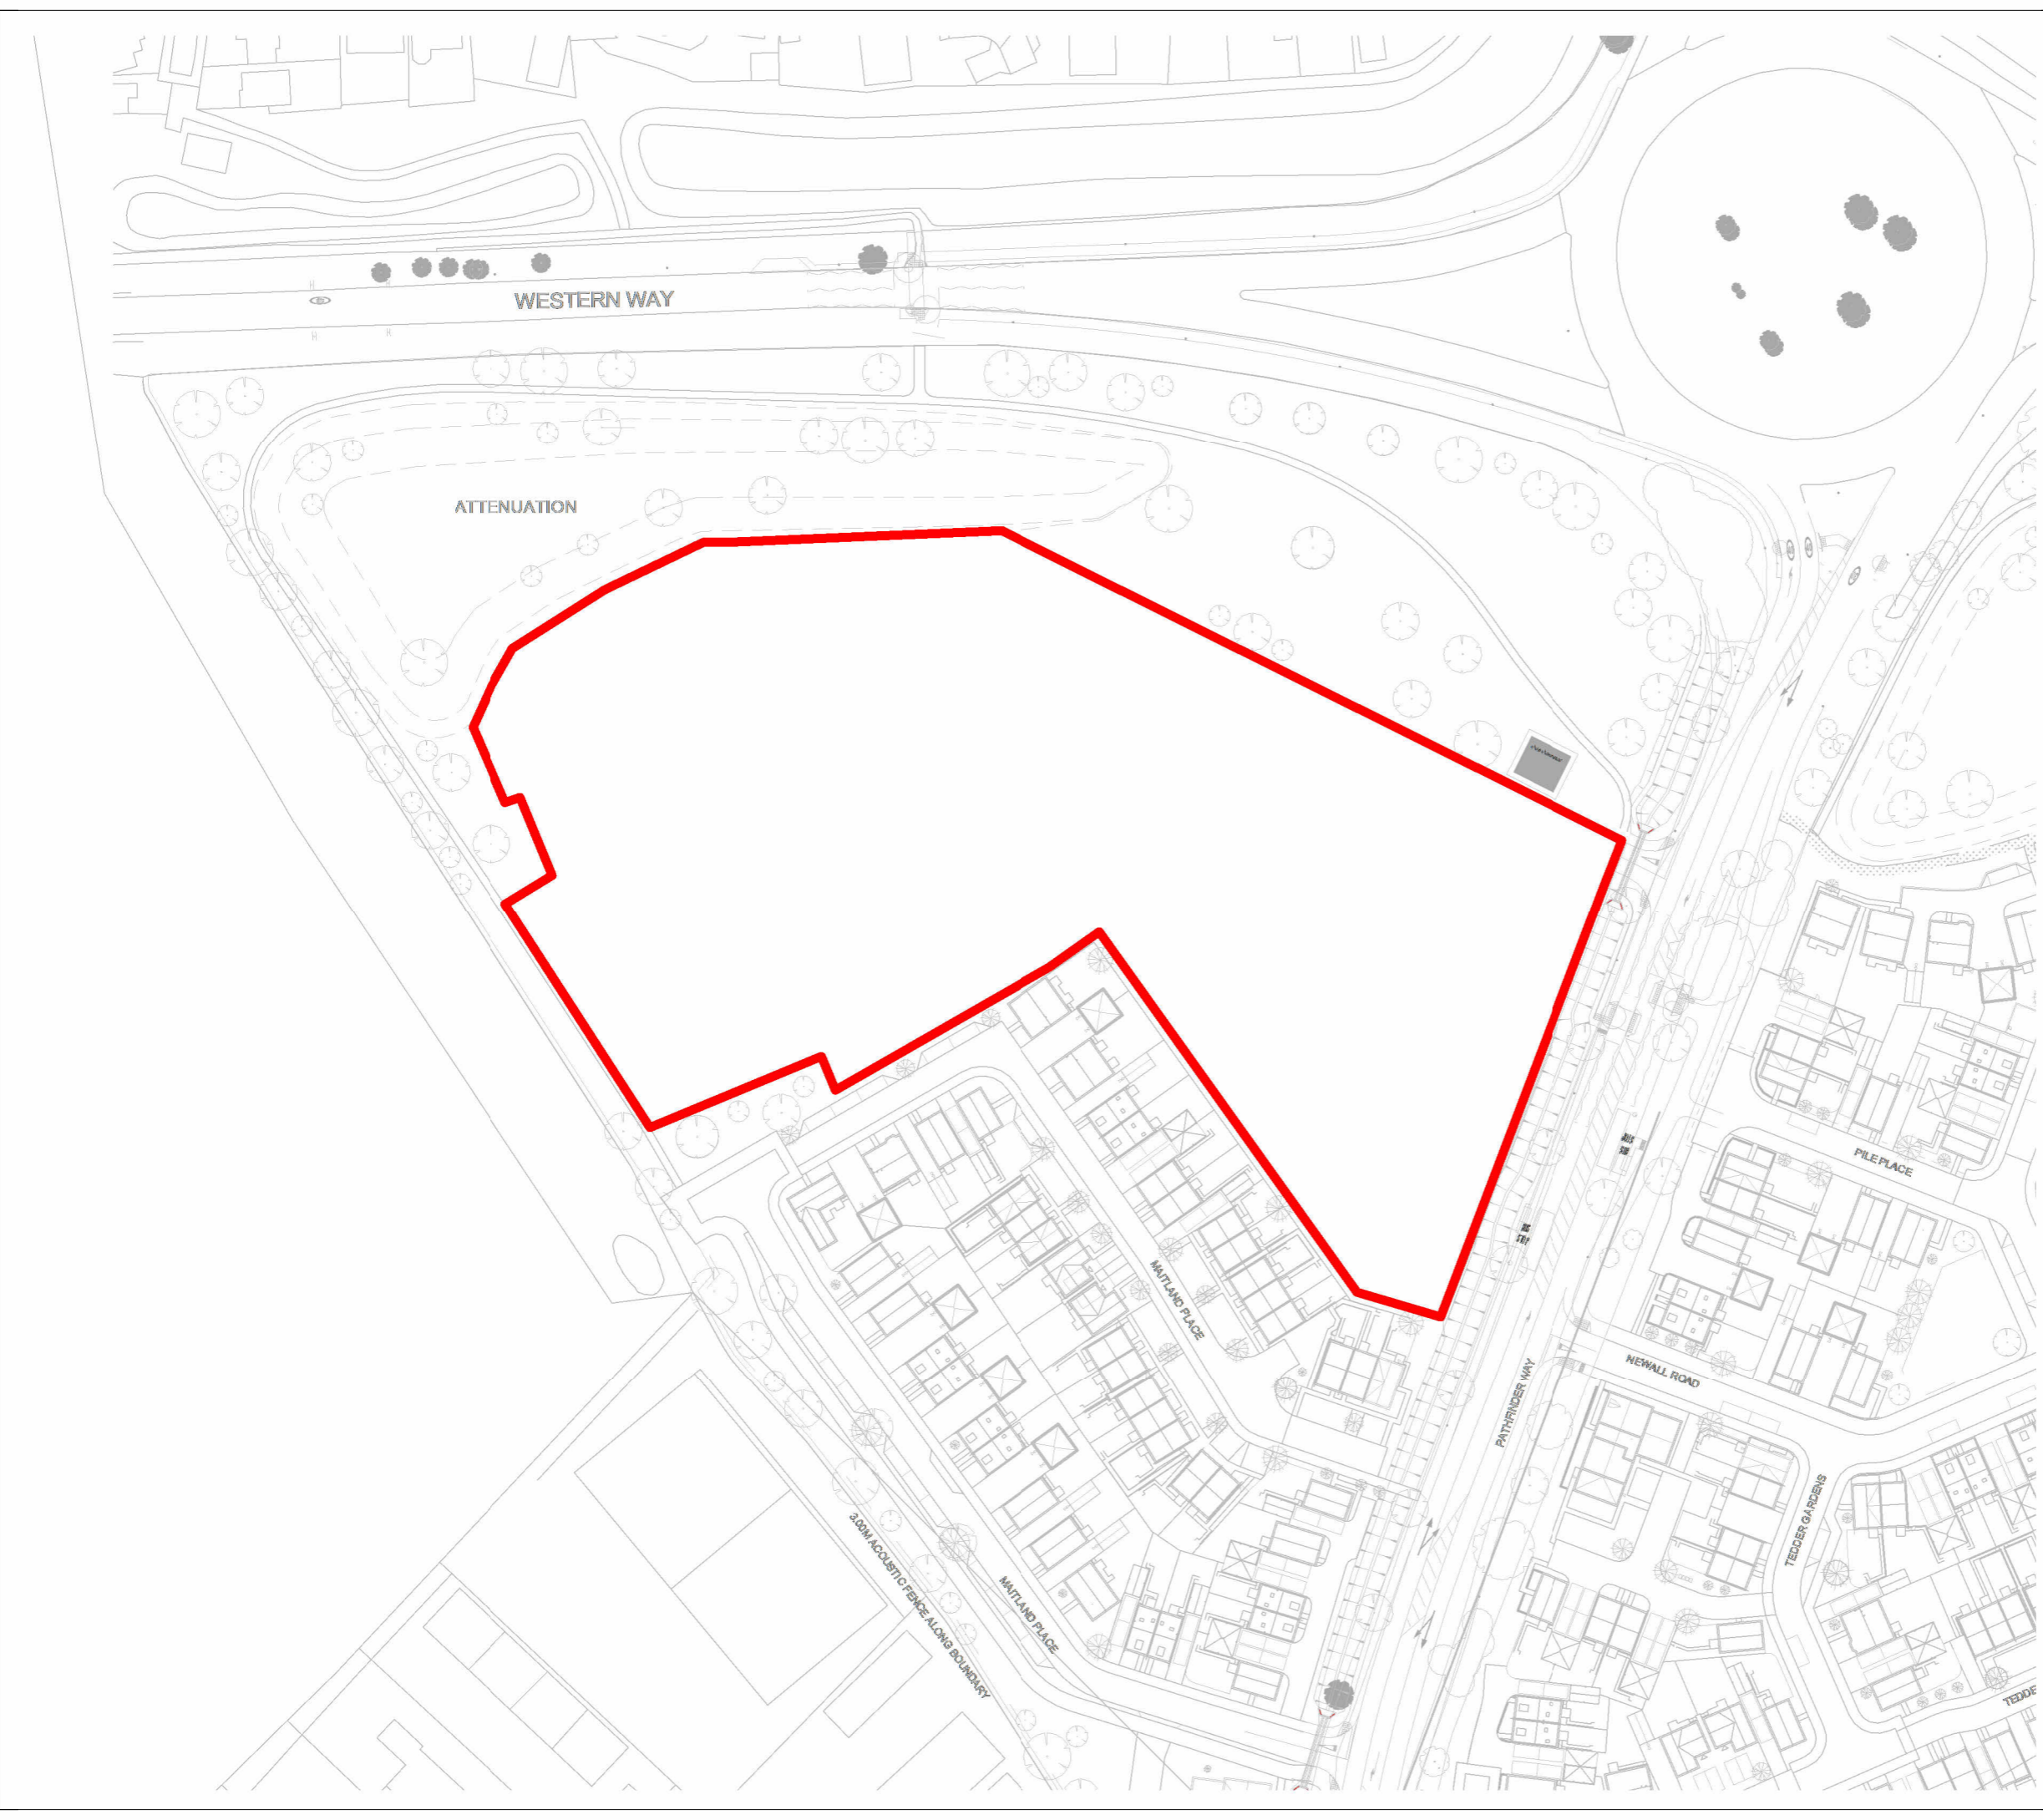 WESTERN WAY
ATTENUATION
PILE PLACE
MAITLAND PLACE
NEWALL ROAD
PATHFINDER WAY
TEDDER GARDENS
3.00M ACOUSTIC FENCE ALONG BOUNDARY
MAITLAND PLACE
TEDDE